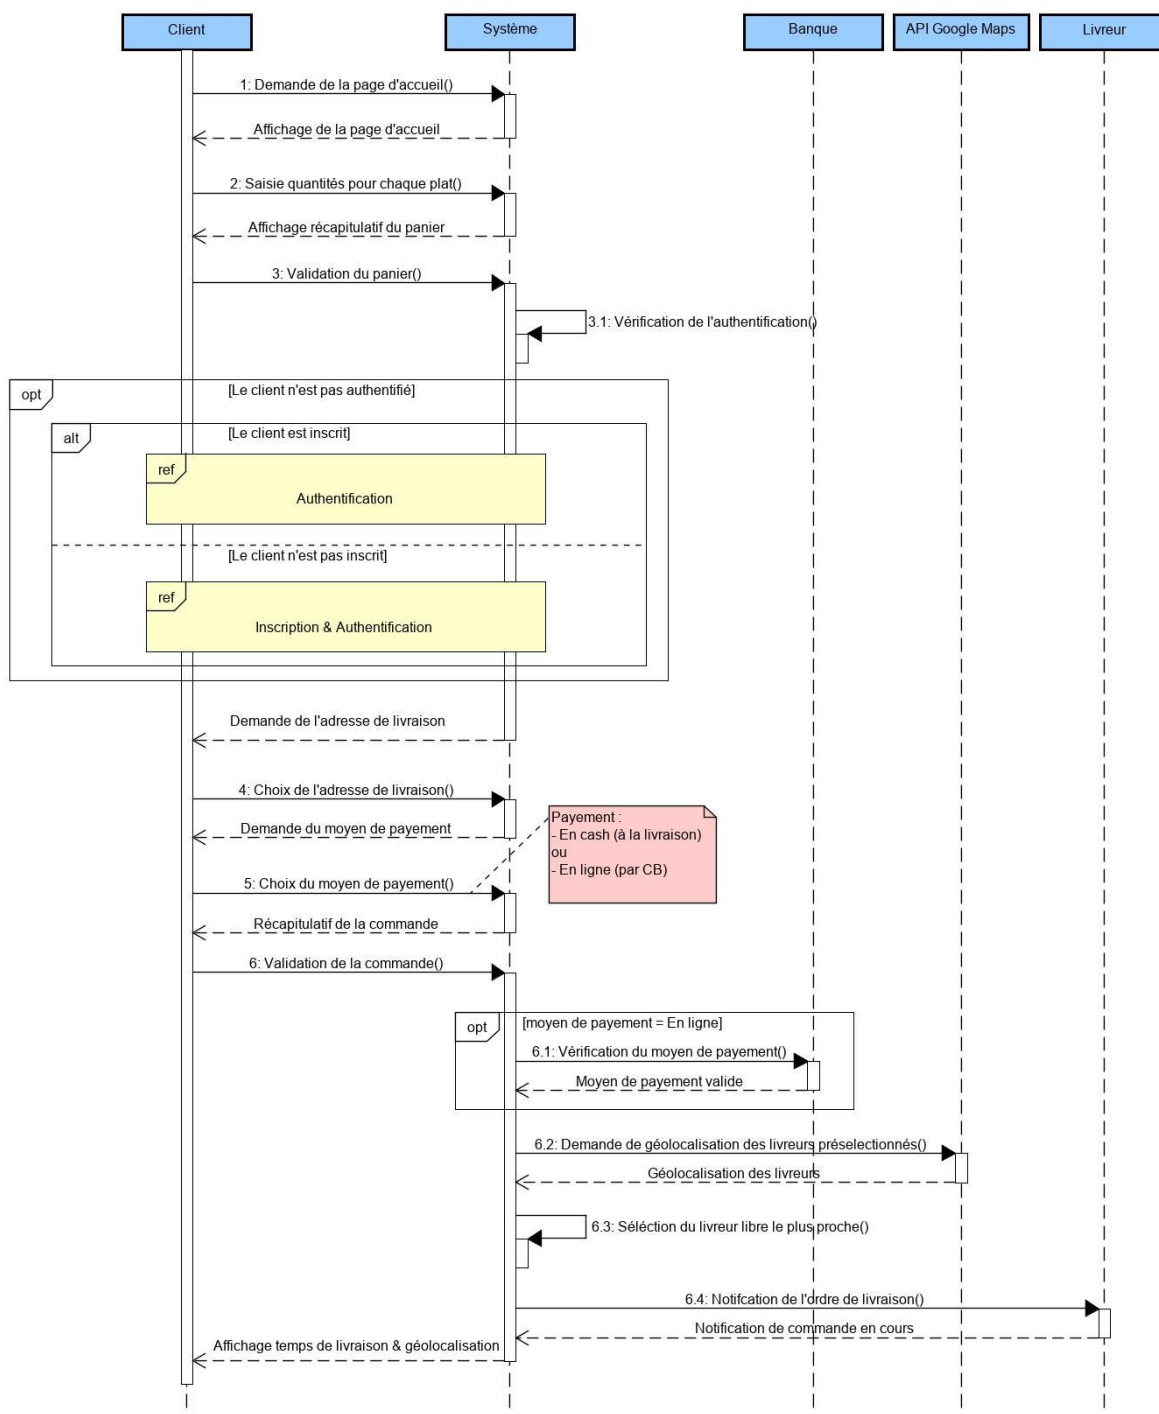 Client
Système
Banque
API Google Maps
Livreur
1: Demande de la page d'accueil()
Affichage de la page d'accueil
2: Saisie quantités pour chaque plat()
Affichage récapitulatif du panier
3: Validation du panier()
3.1: Vérification de l'authentification()
opt
[Le client n'est pas authentifié]
alt
[Le client est inscrit]
ref
Authentification
[Le client n'est pas inscrit]
ref
Inscription & Authentification
Demande de l'adresse de livraison
4: Choix de l'adresse de livraison()
Demande du moyen de payement
Payement :
- En cash (à la livraison)
ou
- En ligne (par CB)
5: Choix du moyen de payement()
Récapitulatif de la commande
6: Validation de la commande()
opt
[moyen de payement = En ligne]
6.1: Vérification du moyen de payement()
Moyen de payement valide
6.2: Demande de géolocalisation des livreurs préselectionnés()
Géolocalisation des livreurs
6.3: Séléction du livreur libre le plus proche()
6.4: Notifcation de l'ordre de livraison()
Notification de commande en cours
Affichage temps de livraison & géolocalisation